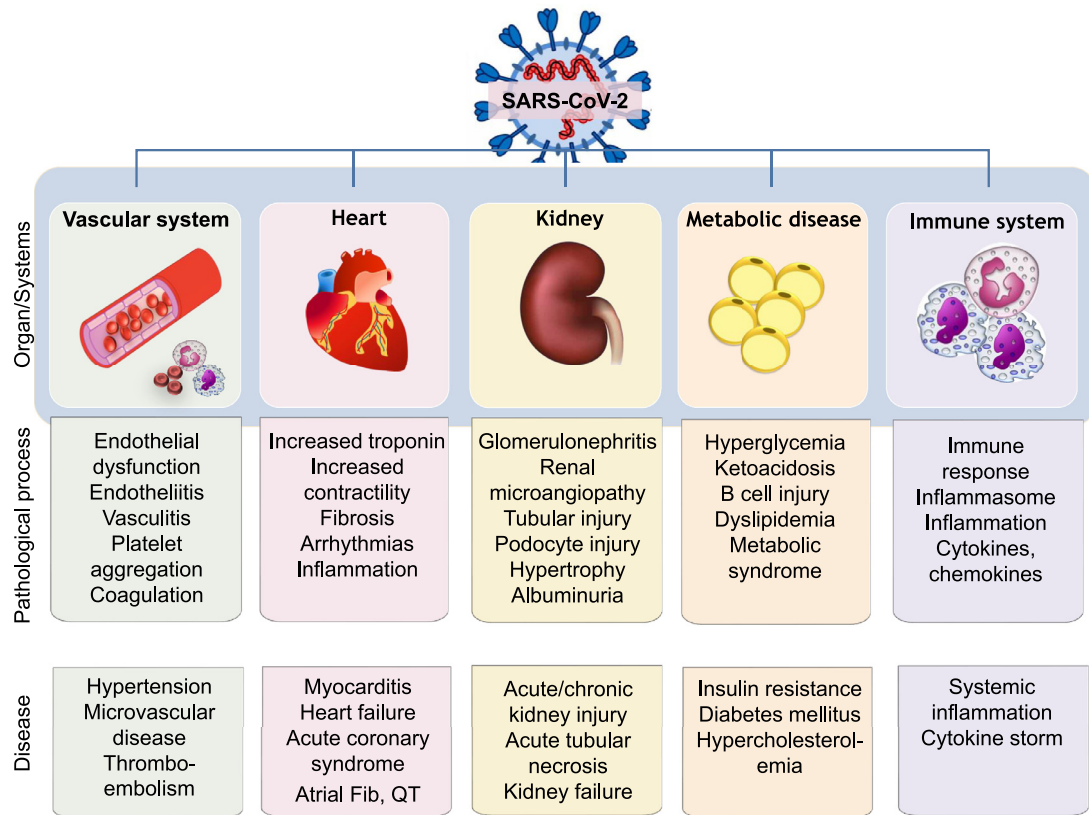 SARS-CoV-2
Organ/Systems
Vascular system
Heart
Kidney
Metabolic disease
Immune system
Pathological process
Endothelial
dysfunction
Endotheliitis
Vasculitis
Platelet
aggregation
Coagulation
Increased troponin
Increased
contractility
Fibrosis
Arrhythmias
Inflammation
Glomerulonephritis
Renal
microangiopathy
Tubular injury
Podocyte injury
Hypertrophy
Albuminuria
Hyperglycemia
Ketoacidosis
B cell injury
Dyslipidemia
Metabolic
syndrome
Immune
response
Inflammasome
Inflammation
Cytokines,
chemokines
Disease
Hypertension
Microvascular
disease
Thrombo-
embolism
Myocarditis
Heart failure
Acute coronary
syndrome
Atrial Fib, QT
Acute/chronic
kidney injury
Acute tubular
necrosis
Kidney failure
Insulin resistance
Diabetes mellitus
Hypercholesterol-
emia
Systemic
inflammation
Cytokine storm